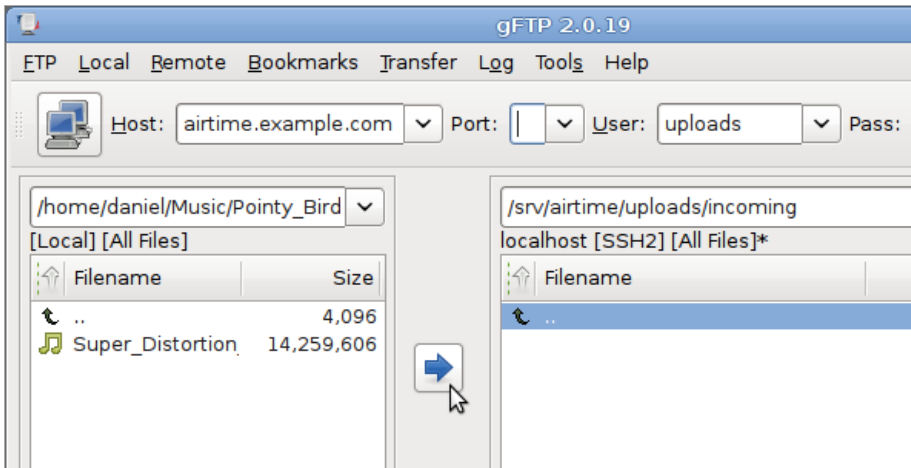 gFTP 2.0.19
FTP Local Remote Bookmarks Transfer Log Tools Help
Host: airtime.example.com Port: User: uploads Pass:
/home/daniel/Music/Pointy_Bird
[Local] [All Files]
Filename Size
.. 4,096
Super_Distortion_ 14,259,606
/srv/airtime/uploads/incoming
localhost [SSH2] [All Files]*
Filename
..